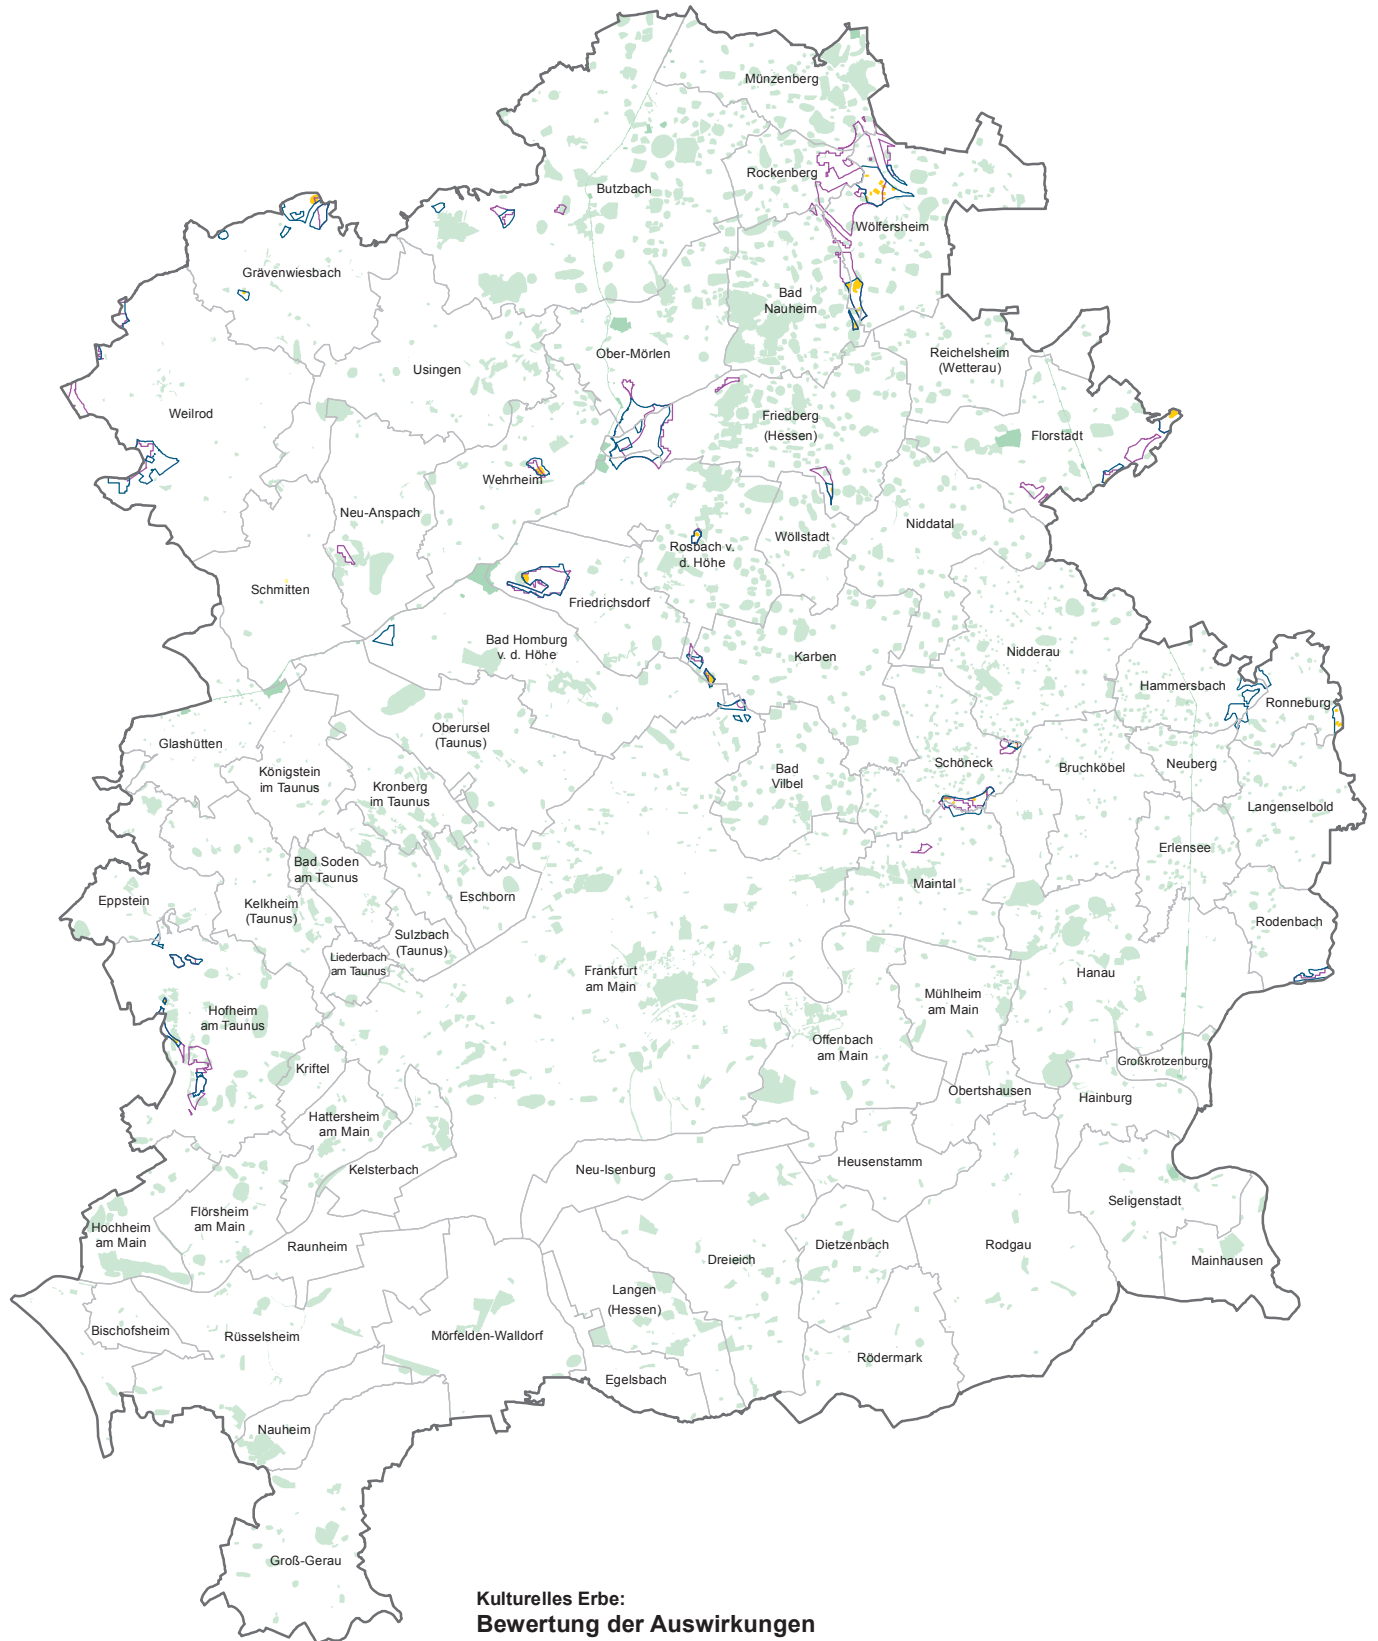 Münzenberg
Rockenberg
Butzbach
Wölfersheim
Grävenwiesbach
Bad
Nauheim
Ober-Mörlen
Reichelsheim
(Wetterau)
Usingen
Weilrod
Friedberg
(Hessen)
Florstadt
Wehrheim
Neu-Anspach
Niddatal
Rosbach v.
d. Höhe
Wöllstadt
Schmitten
Friedrichsdorf
Bad Homburg
v. d. Höhe
Karben
Nidderau
Hammersbach
Ronneburg
Oberursel
(Taunus)
Glashütten
Königstein
im Taunus
Kronberg
im Taunus
Bad
Vilbel
Schöneck
Bruchköbel
Neuberg
Langenselbold
Erlensee
Bad Soden
am Taunus
Eschborn
Maintal
Eppstein
Kelkheim
(Taunus)
Sulzbach
(Taunus)
Rodenbach
Liederbach
am Taunus
Frankfurt
am Main
Hanau
Mühlheim
am Main
Hofheim
am Taunus
Offenbach
am Main
Kriftel
Großkrotzenburg
Obertshausen
Hainburg
Hattersheim
am Main
Kelsterbach
Neu-Isenburg
Heusenstamm
Seligenstadt
Flörsheim
am Main
Hochheim
am Main
Raunheim
Dreieich
Dietzenbach
Rodgau
Mainhausen
Langen
(Hessen)
Bischofsheim
Rüsselsheim
Mörfelden-Walldorf
Rödermark
Egelsbach
Nauheim
Groß-Gerau
Kulturelles Erbe:
Bewertung der Auswirkungen